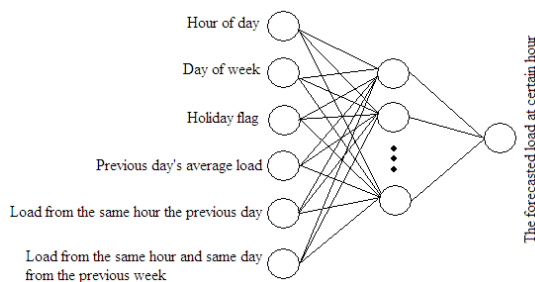 Hour of day
Day of week
Holiday flag
Previous day's average load
Load from the same hour the previous day
Load from the same hour and same day
from the previous week
The forecasted load at certain hour